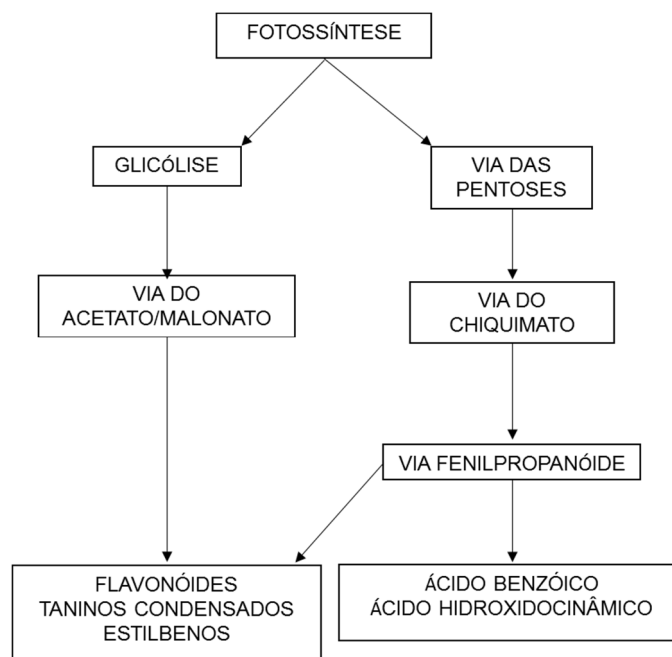 FOTOSSÍNTESE
GLICÓLISE
VIA DAS
PENTOSES
VIA DO
ACETATO/MALONATO
VIA DO
CHIQUIMATO
VIA FENILPROPANÓIDE
FLAVONÓIDES
TANINOS CONDENSADOS
ESTILBENOS
ÁCIDO BENZÓICO
ÁCIDO HIDROXIDOCINÂMICO